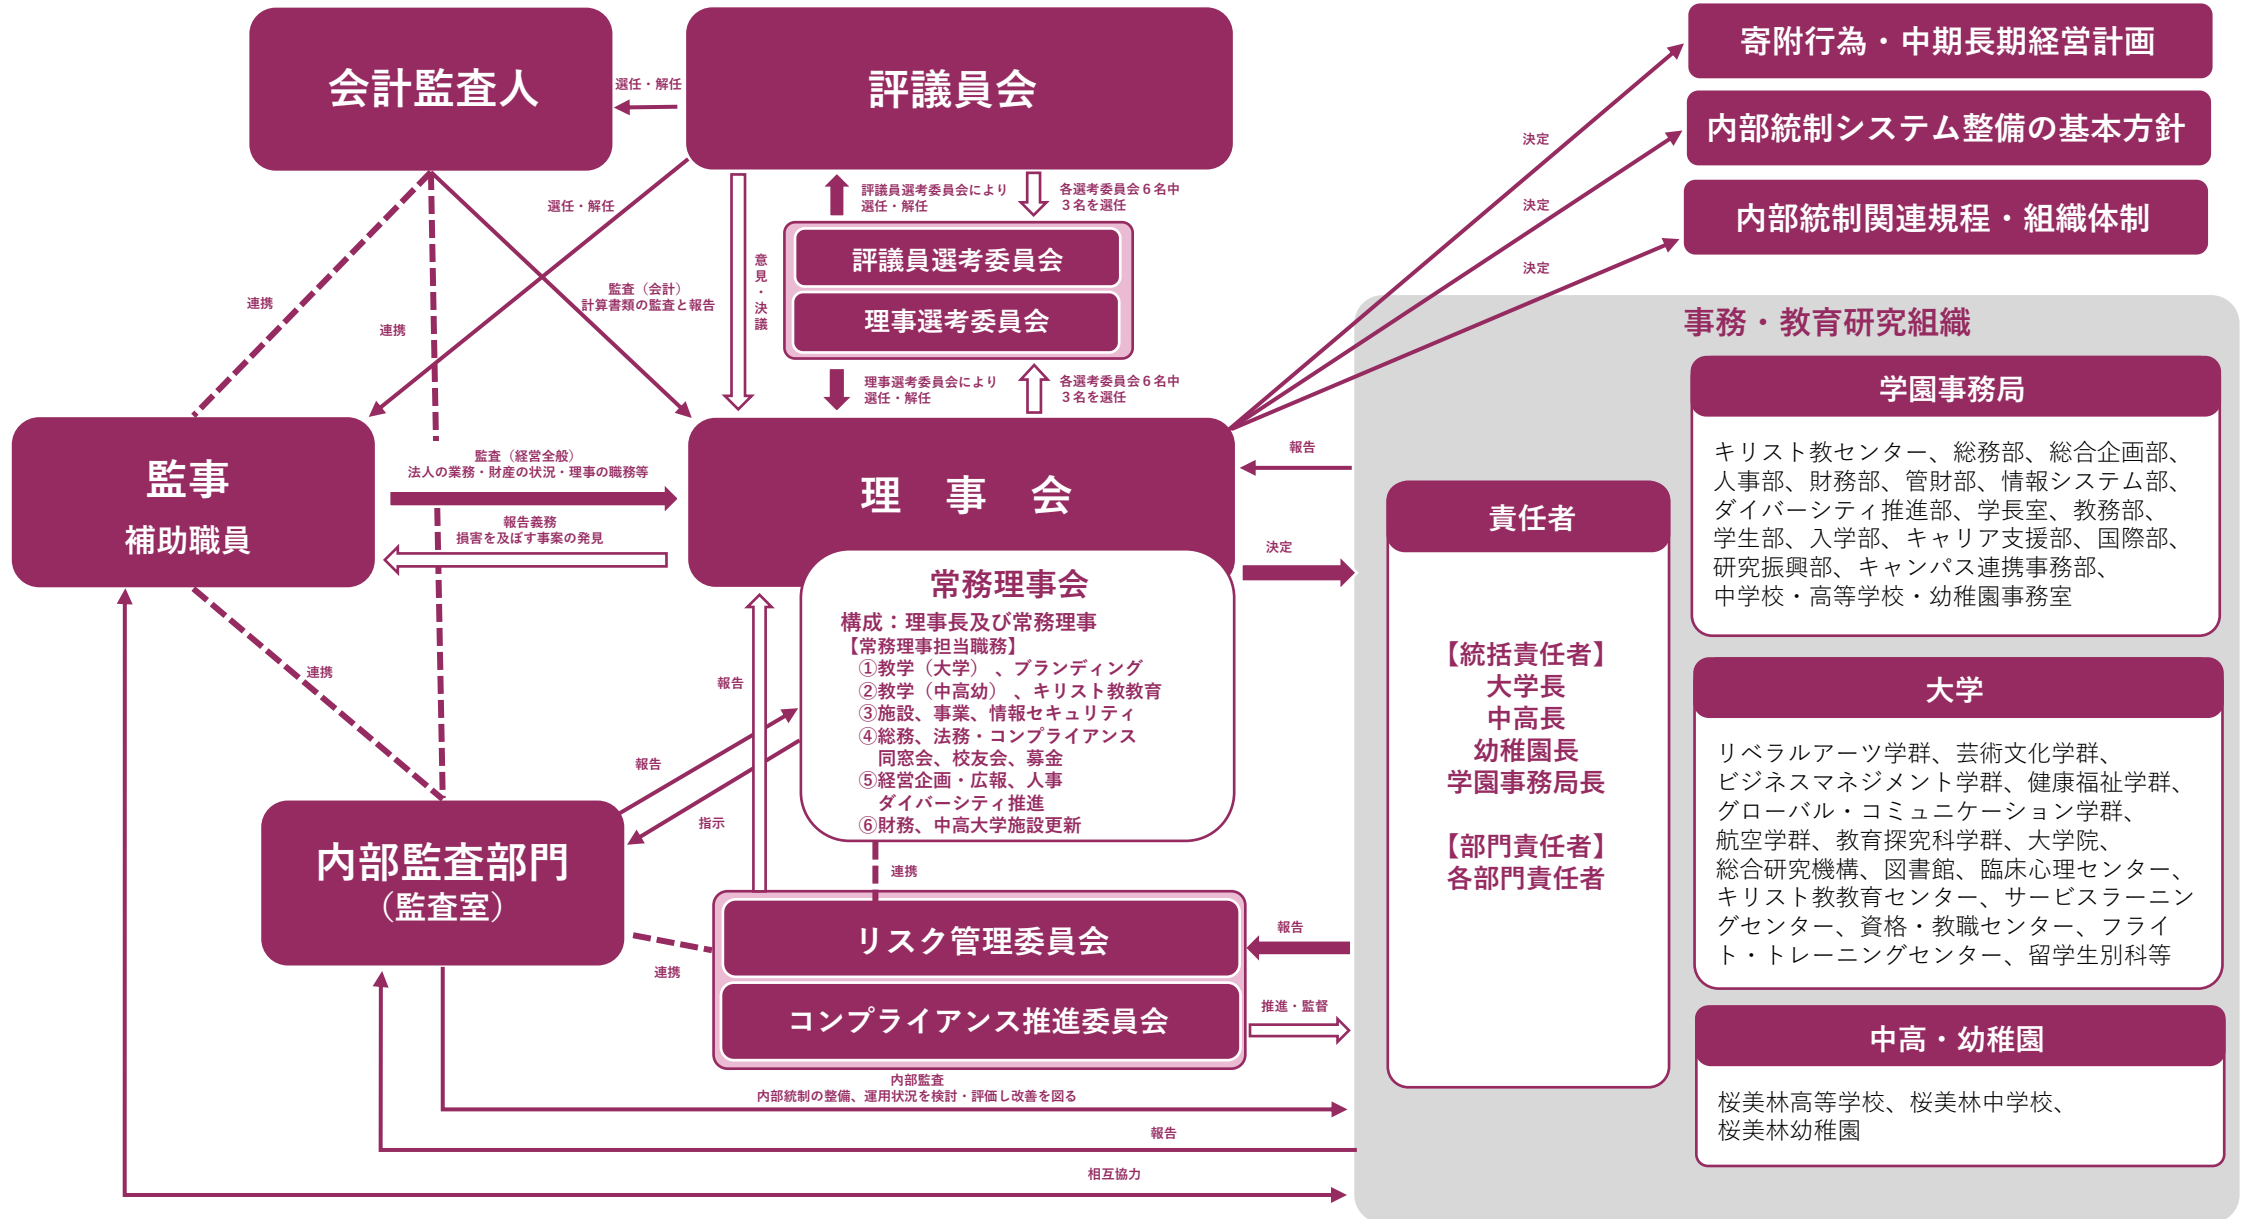 会計監査人
選任・解任
評議員会
寄附行為・中期長期経営計画
内部統制システム整備の基本方針
内部統制関連規程・組織体制
決定
決定
決定
選任・解任
評議員選考委員会により
選任・解任
各選考委員会６名中
３名を選任
評議員選考委員会
理事選考委員会
意見・決議
監査（会計）
計算書類の監査と報告
連携
連携
理事選考委員会により
選任・解任
各選考委員会６名中
３名を選任
監事
補助職員
監査（経営全般）
法人の業務・財産の状況・理事の職務等
報告義務
損害を及ぼす事案の発見
理　事　会
報告
決定
常務理事会
構成：理事長及び常務理事
【常務理事担当職務】
①教学（大学）、ブランディング
②教学（中高幼）、キリスト教教育
③施設、事業、情報セキュリティ
④総務、法務・コンプライアンス
同窓会、校友会、募金
⑤経営企画・広報、人事
ダイバーシティ推進
⑥財務、中高大学施設更新
連携
報告
報告
指示
連携
内部監査部門
（監査室）
連携
リスク管理委員会
コンプライアンス推進委員会
報告
推進・監督
内部監査
内部統制の整備、運用状況を検討・評価し改善を図る
報告
相互協力
事務・教育研究組織
責任者
【統括責任者】
大学長
中高長
幼稚園長
学園事務局長
【部門責任者】
各部門責任者
学園事務局
キリスト教センター、総務部、総合企画部、
人事部、財務部、管財部、情報システム部、
ダイバーシティ推進部、学長室、教務部、
学生部、入学部、キャリア支援部、国際部、
研究振興部、キャンパス連携事務部、
中学校・高等学校・幼稚園事務室
大学
リベラルアーツ学群、芸術文化学群、
ビジネスマネジメント学群、健康福祉学群、
グローバル・コミュニケーション学群、
航空学群、教育探究科学群、大学院、
総合研究機構、図書館、臨床心理センター、
キリスト教教育センター、サービスラーニン
グセンター、資格・教職センター、フライ
ト・トレーニングセンター、留学生別科等
中高・幼稚園
桜美林高等学校、桜美林中学校、
桜美林幼稚園